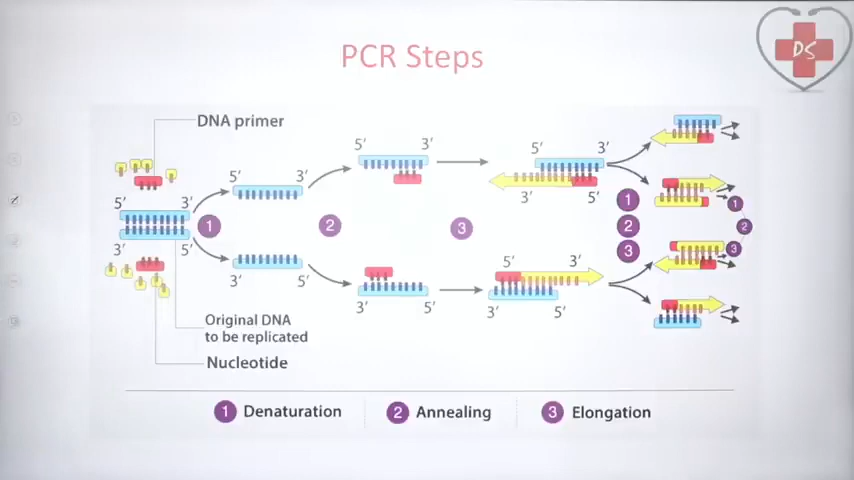 PCR Steps
DS
DNA primer
5′ 3′
3′ 5′
1
5′ 3′
3′ 5′
2
5′ 3′
3′ 5′
3
5′ 3′
3′ 5′
5′ 3′
3′ 5′
1
2
3
1
2
3
Original DNA
to be replicated
Nucleotide
1 Denaturation 2 Annealing 3 Elongation